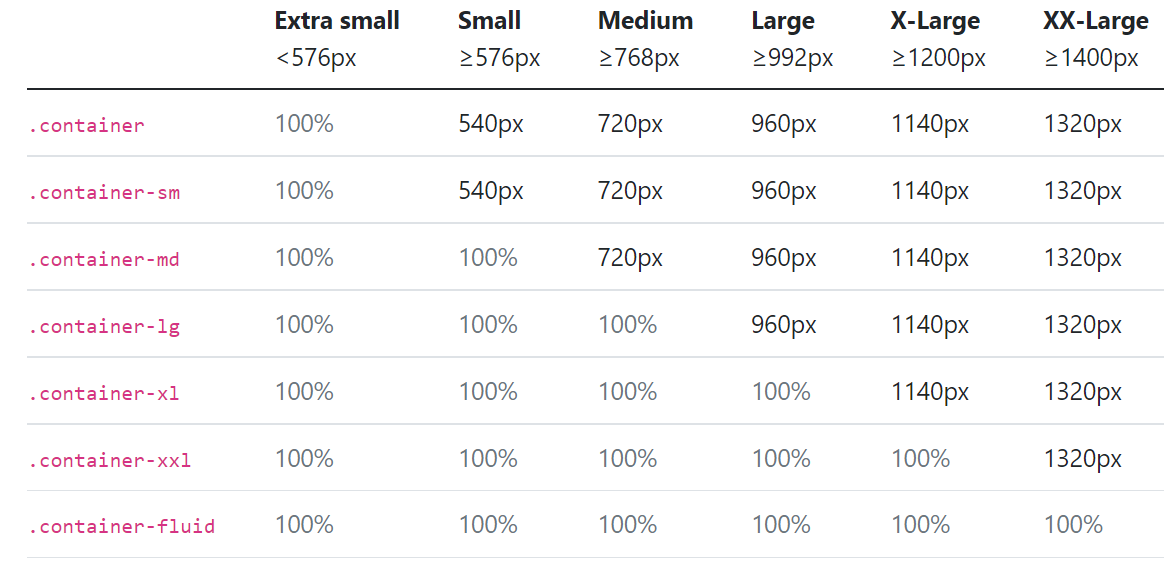 Extra small Small Medium Large X-Large XX-Large
<576px ≥576px ≥768px ≥992px ≥1200px ≥1400px
.container 100% 540px 720px 960px 1140px 1320px
.container-sm 100% 540px 720px 960px 1140px 1320px
.container-md 100% 100% 720px 960px 1140px 1320px
.container-lg 100% 100% 100% 960px 1140px 1320px
.container-xl 100% 100% 100% 100% 1140px 1320px
.container-xxl 100% 100% 100% 100% 100% 1320px
.container-fluid 100% 100% 100% 100% 100% 100%